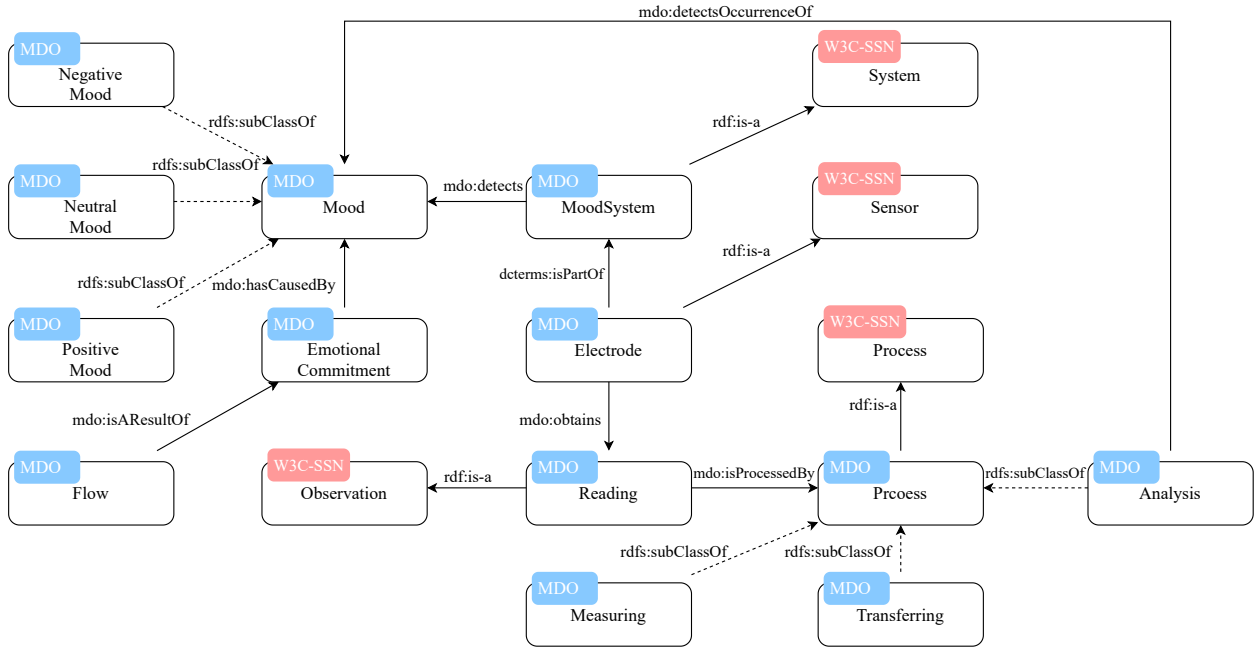 mdo:detectsOccurrenceOf
MDO
Negative
Mood
W3C-SSN
System
rdfs:subClassOf
rdf:is-a
rdfs:subClassOf
MDO
Neutral
Mood
MDO
Mood
mdo:detects
MDO
MoodSystem
W3C-SSN
Sensor
rdfs:subClassOf
mdo:hasCausedBy
dcterms:isPartOf
rdf:is-a
MDO
Positive
Mood
MDO
Emotional
Commitment
MDO
Electrode
W3C-SSN
Process
mdo:isAResultOf
mdo:obtains
rdf:is-a
MDO
Flow
W3C-SSN
Observation
rdf:is-a
MDO
Reading
mdo:isProcessedBy
MDO
Prcoess
rdfs:subClassOf
MDO
Analysis
rdfs:subClassOf
rdfs:subClassOf
MDO
Measuring
MDO
Transferring